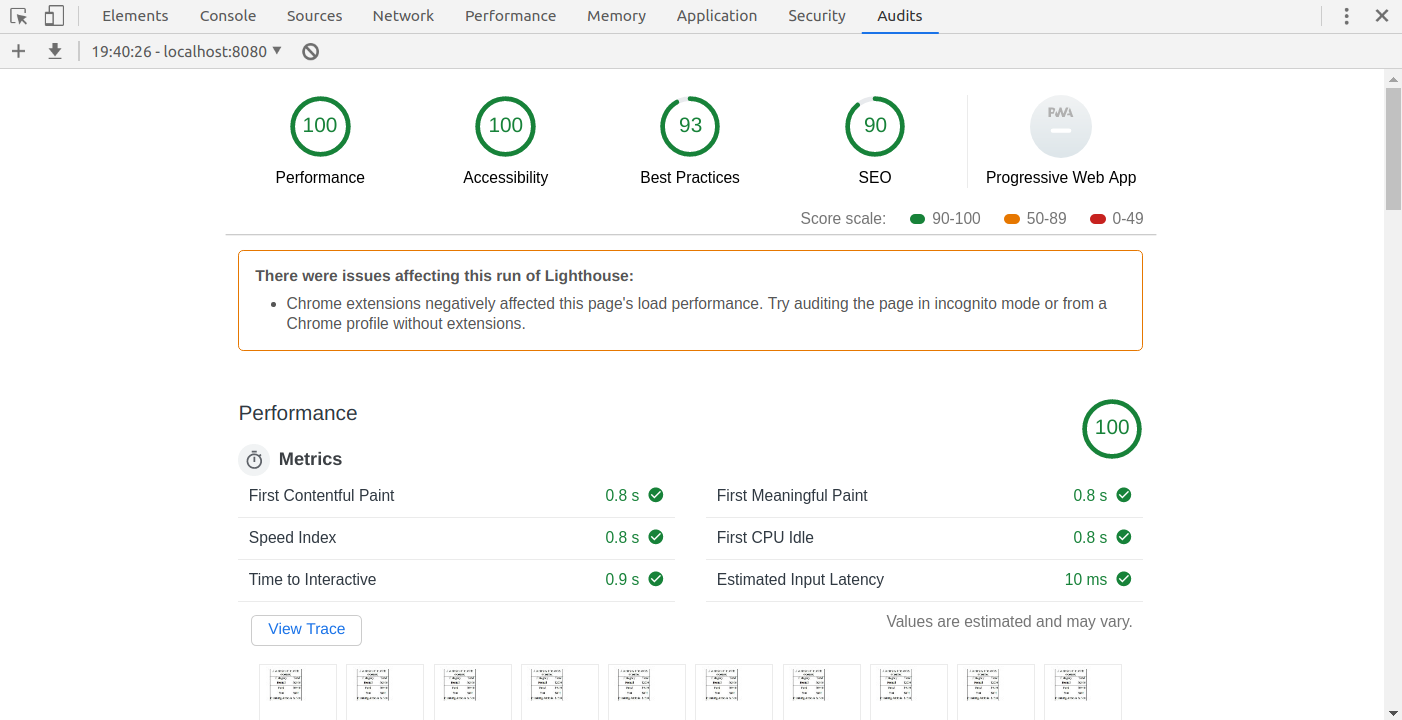 Elements Console Sources Network Performance Memory Application Security Audits
19:40:26 - localhost:8080
100 100 93 90 PWA
Performance Accessibility Best Practices SEO Progressive Web App
Score scale: 90-100 50-89 0-49
There were issues affecting this run of Lighthouse:
Chrome extensions negatively affected this page's load performance. Try auditing the page in incognito mode or from a
Chrome profile without extensions.
Performance 100
Metrics
First Contentful Paint 0.8 s First Meaningful Paint 0.8 s
Speed Index 0.8 s First CPU Idle 0.8 s
Time to Interactive 0.9 s Estimated Input Latency 10 ms
View Trace Values are estimated and may vary.